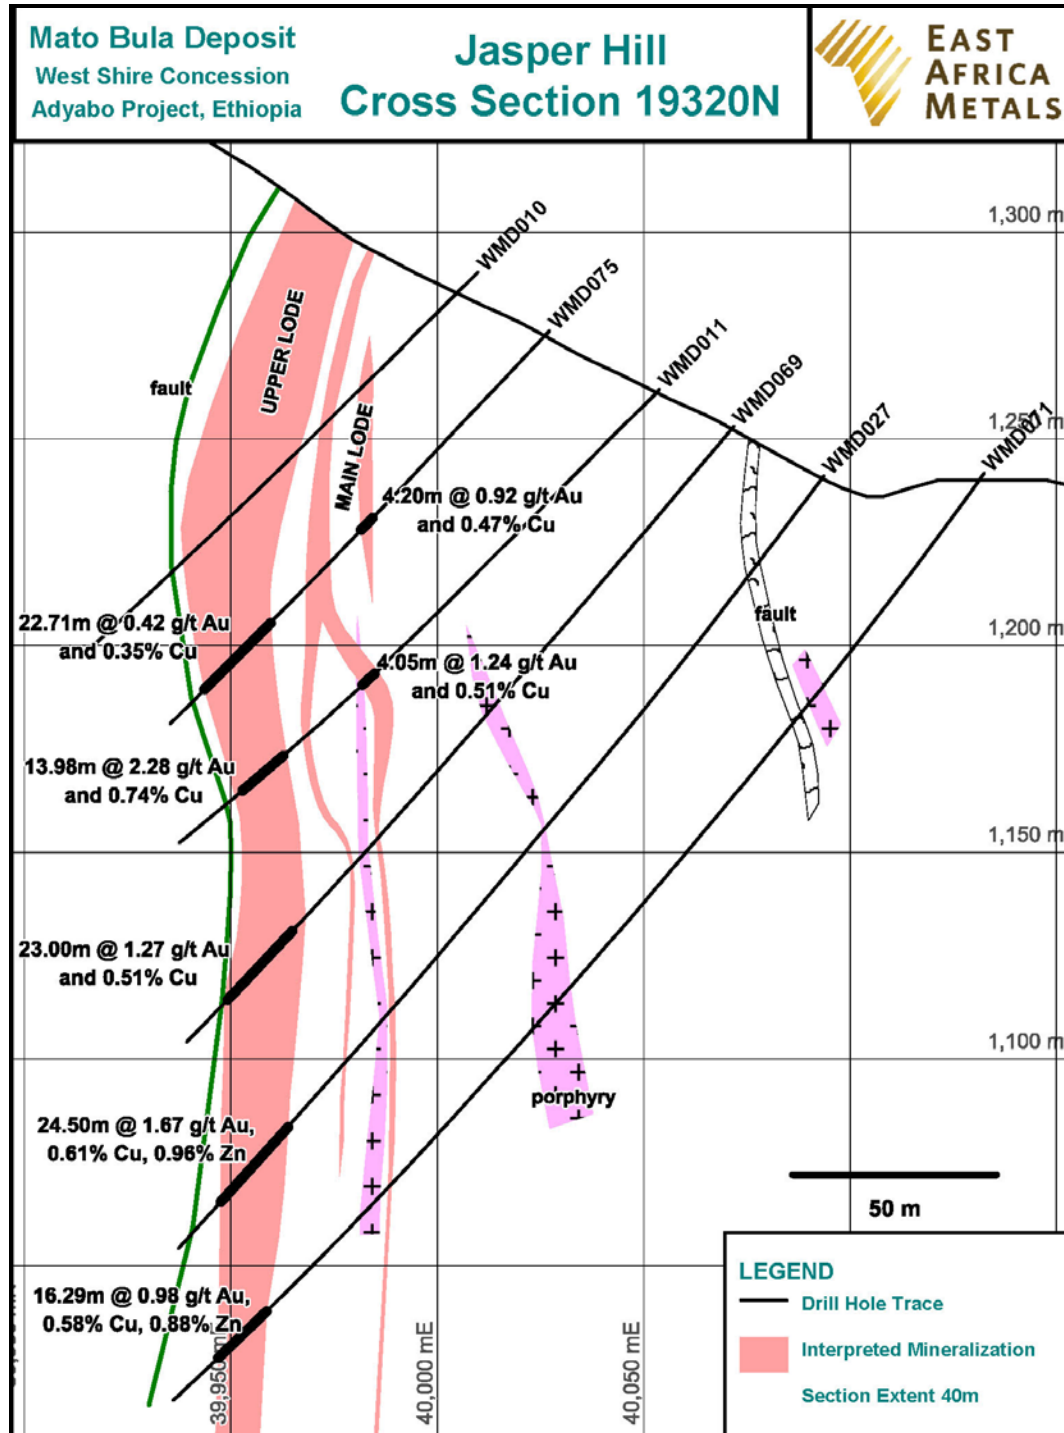 Mato Bula Deposit
West Shire Concession
Adyabo Project, Ethiopia
Jasper Hill
Cross Section 19320N
EAST
AFRICA
METALS
1,300 m
WMD010
WMD075
WMD011
WMD069
WMD027
WMD071
1,250 m
UPPER LODE
MAIN LODE
fault
4.20m @ 0.92 g/t Au
and 0.47% Cu
22.71m @ 0.42 g/t Au
and 0.35% Cu
fault
1,200 m
4.05m @ 1.24 g/t Au
and 0.51% Cu
13.98m @ 2.28 g/t Au
and 0.74% Cu
1,150 m
23.00m @ 1.27 g/t Au
and 0.51% Cu
1,100 m
porphyry
24.50m @ 1.67 g/t Au,
0.61% Cu, 0.96% Zn
50 m
16.29m @ 0.98 g/t Au,
0.58% Cu, 0.88% Zn
39,950 m
40,000 mE
40,050 mE
LEGEND
Drill Hole Trace
Interpreted Mineralization
Section Extent 40m